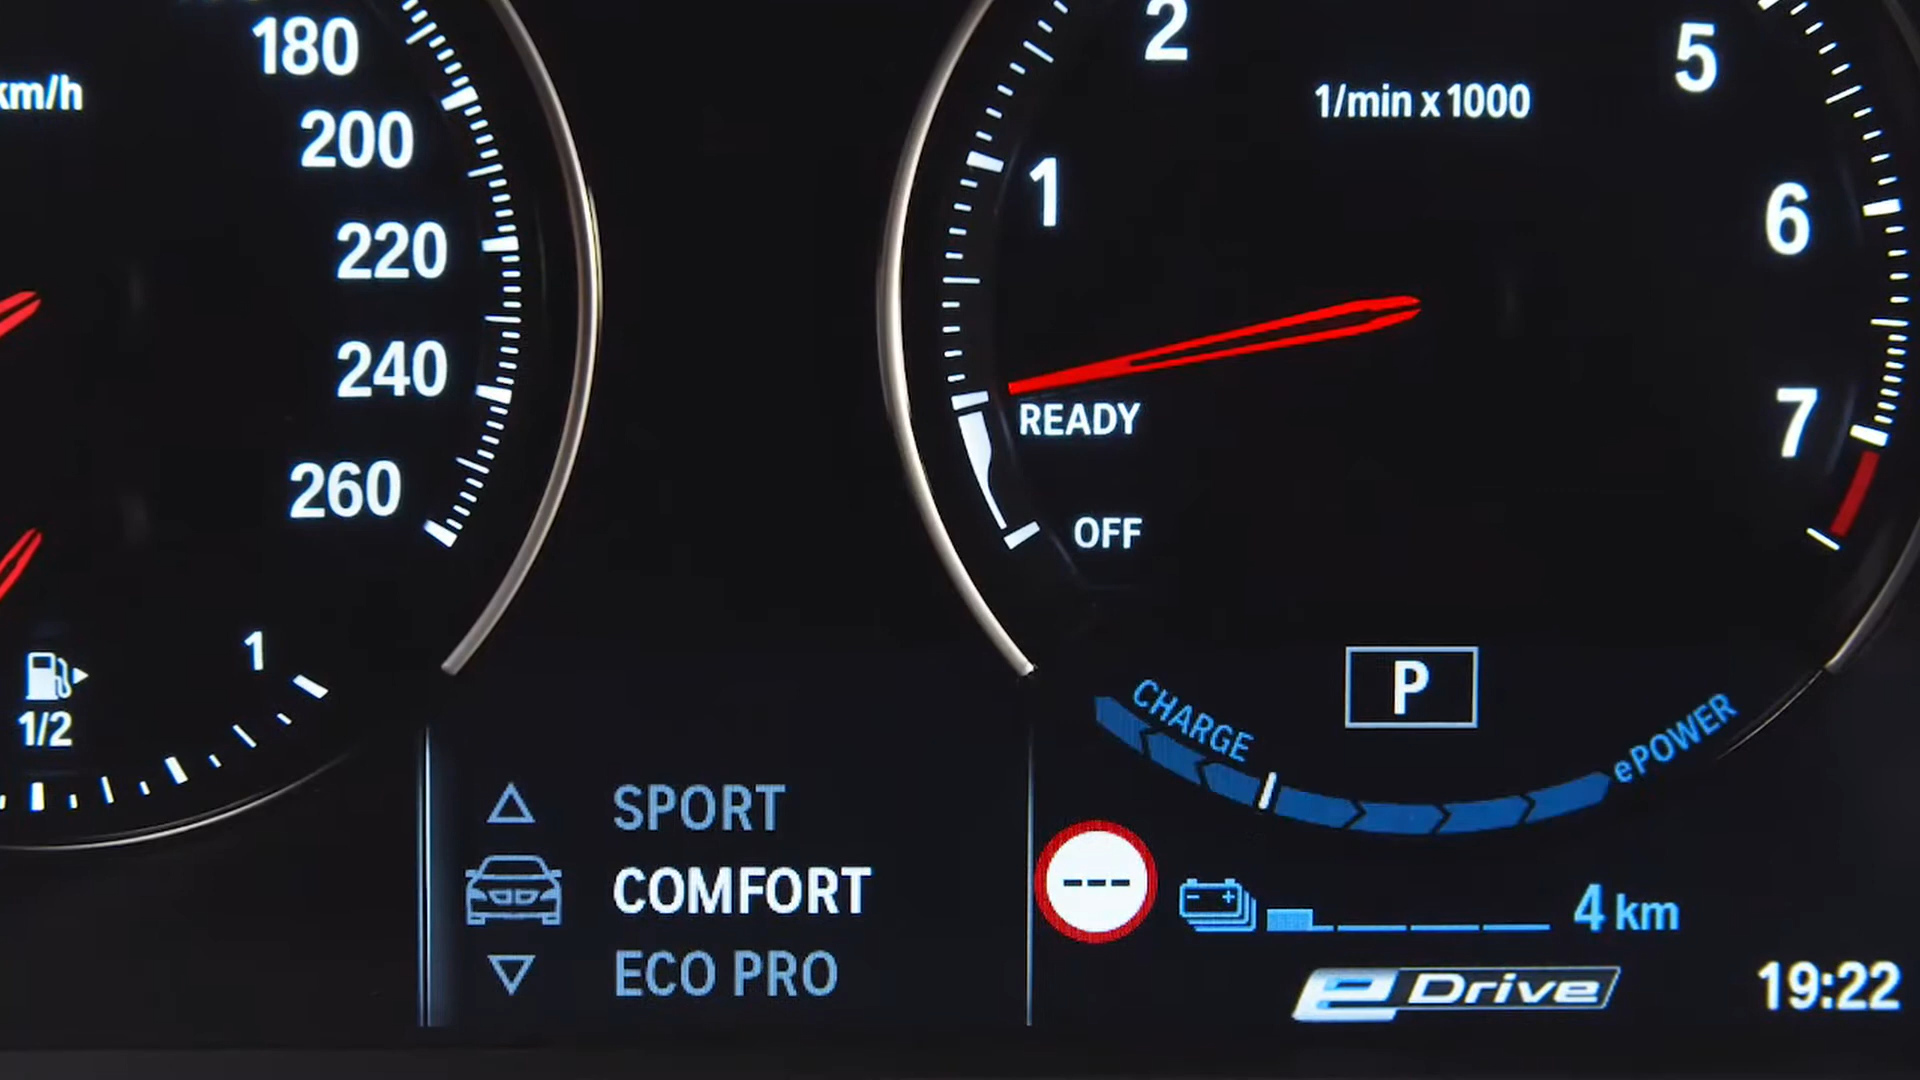 km/h
180
200
220
240
260
1
1/2
2
1
1/min x 1000
5
6
7
READY
OFF
P
CHARGE
ePOWER
SPORT
COMFORT
ECO PRO
---
- +
4 km
eDrive
19:22